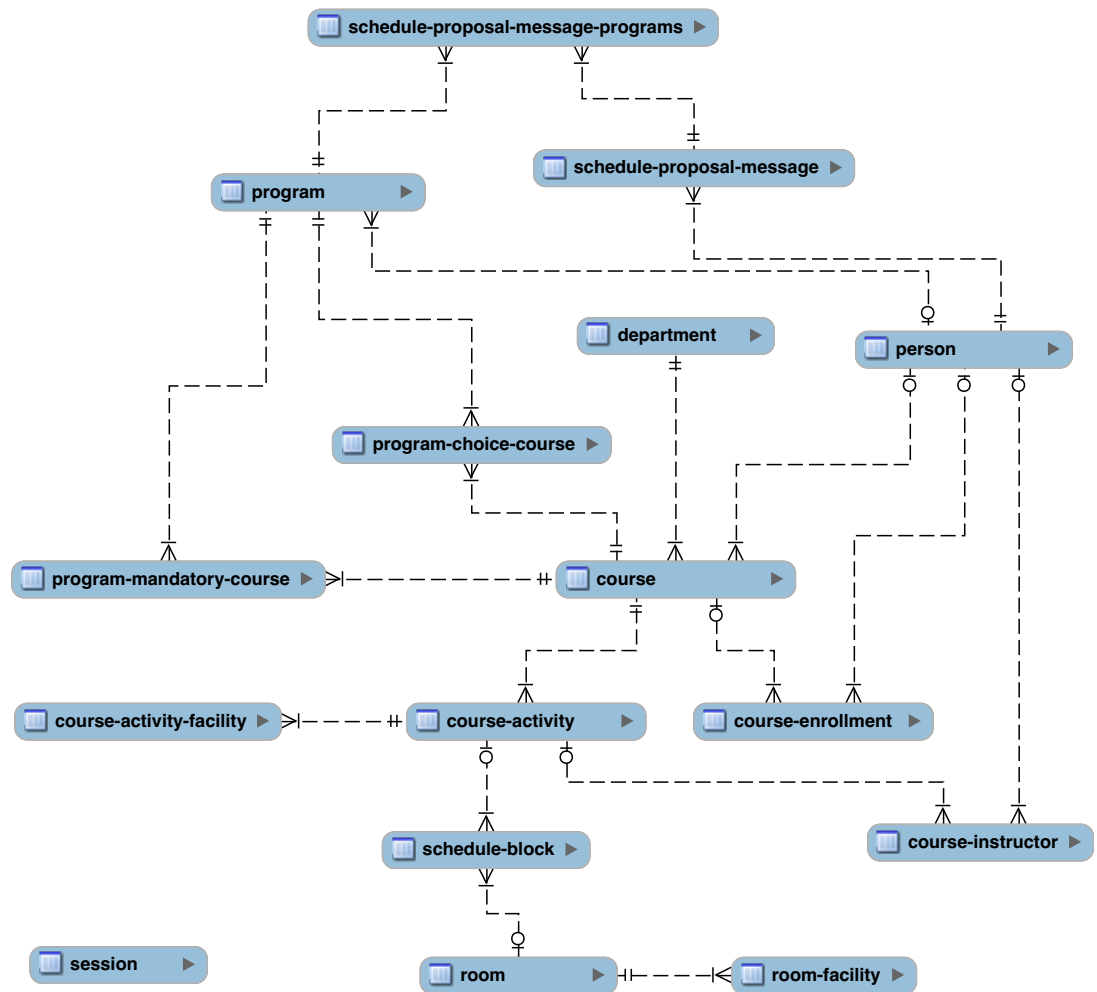 schedule-proposal-message-programs
schedule-proposal-message
program
department
person
program-choice-course
program-mandatory-course
course
course-activity-facility
course-activity
course-enrollment
schedule-block
course-instructor
session
room
room-facility